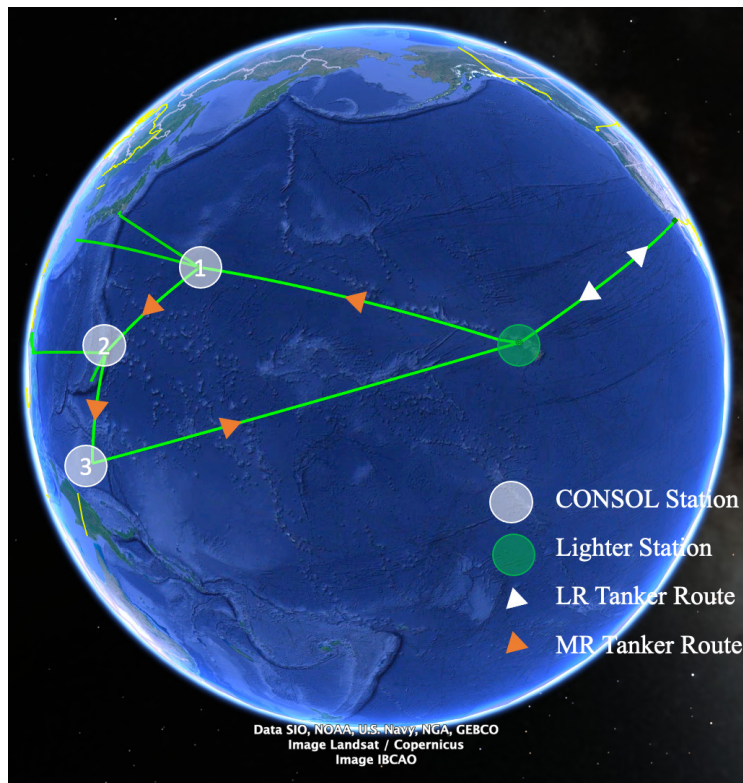 1
2
3
CONSOL Station
Lighter Station
LR Tanker Route
MR Tanker Route
Data SIO, NOAA, U.S. Navy, NGA, GEBCO
Image Landsat / Copernicus
Image IBCAO